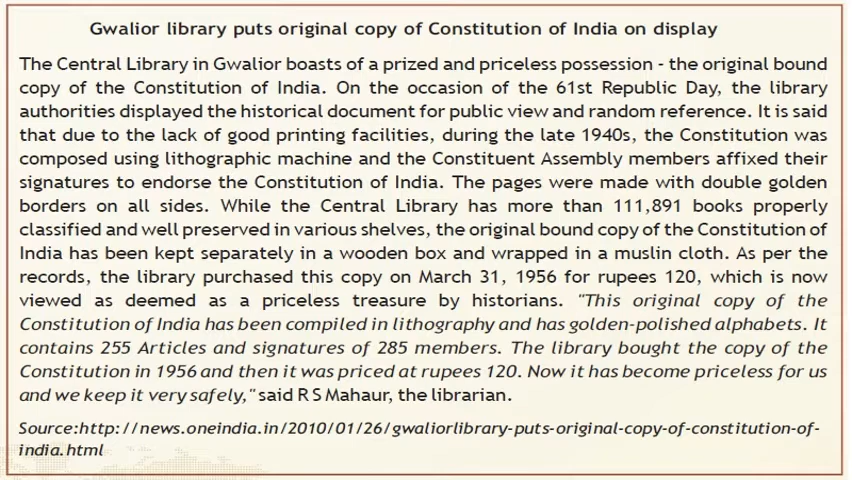 Gwalior library puts original copy of Constitution of India on display
The Central Library in Gwalior boasts of a prized and priceless possession - the original bound
copy of the Constitution of India. On the occasion of the 61st Republic Day, the library
authorities displayed the historical document for public view and random reference. It is said
that due to the lack of good printing facilities, during the late 1940s, the Constitution was
composed using lithographic machine and the Constituent Assembly members affixed their
signatures to endorse the Constitution of India. The pages were made with double golden
borders on all sides. While the Central Library has more than 111,891 books properly
classified and well preserved in various shelves, the original bound copy of the Constitution of
India has been kept separately in a wooden box and wrapped in a muslin cloth. As per the
records, the library purchased this copy on March 31, 1956 for rupees 120, which is now
viewed as deemed as a priceless treasure by historians. "This original copy of the
Constitution of India has been compiled in lithography and has golden-polished alphabets. It
contains 255 Articles and signatures of 285 members. The library bought the copy of the
Constitution in 1956 and then it was priced at rupees 120. Now it has become priceless for us
and we keep it very safely," said R S Mahaur, the librarian.
Source:http://news.oneindia.in/2010/01/26/gwaliorlibrary-puts-original-copy-of-constitution-of-
india.html